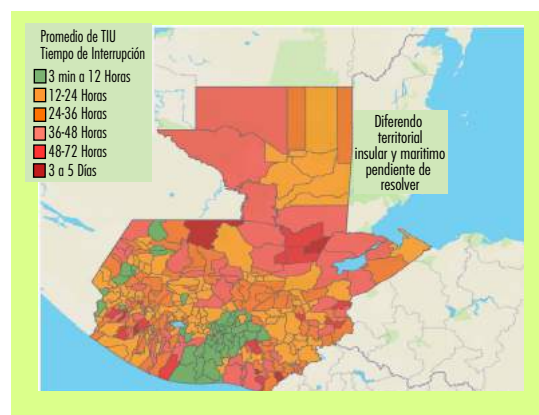 Promedio de TIU
Tiempo de Interrupción
3 min a 12 Horas
12-24 Horas
24-36 Horas
36-48 Horas
48-72 Horas
3 a 5 Días
Diferendo
territorial
insular y maritimo
pendiente de
resolver